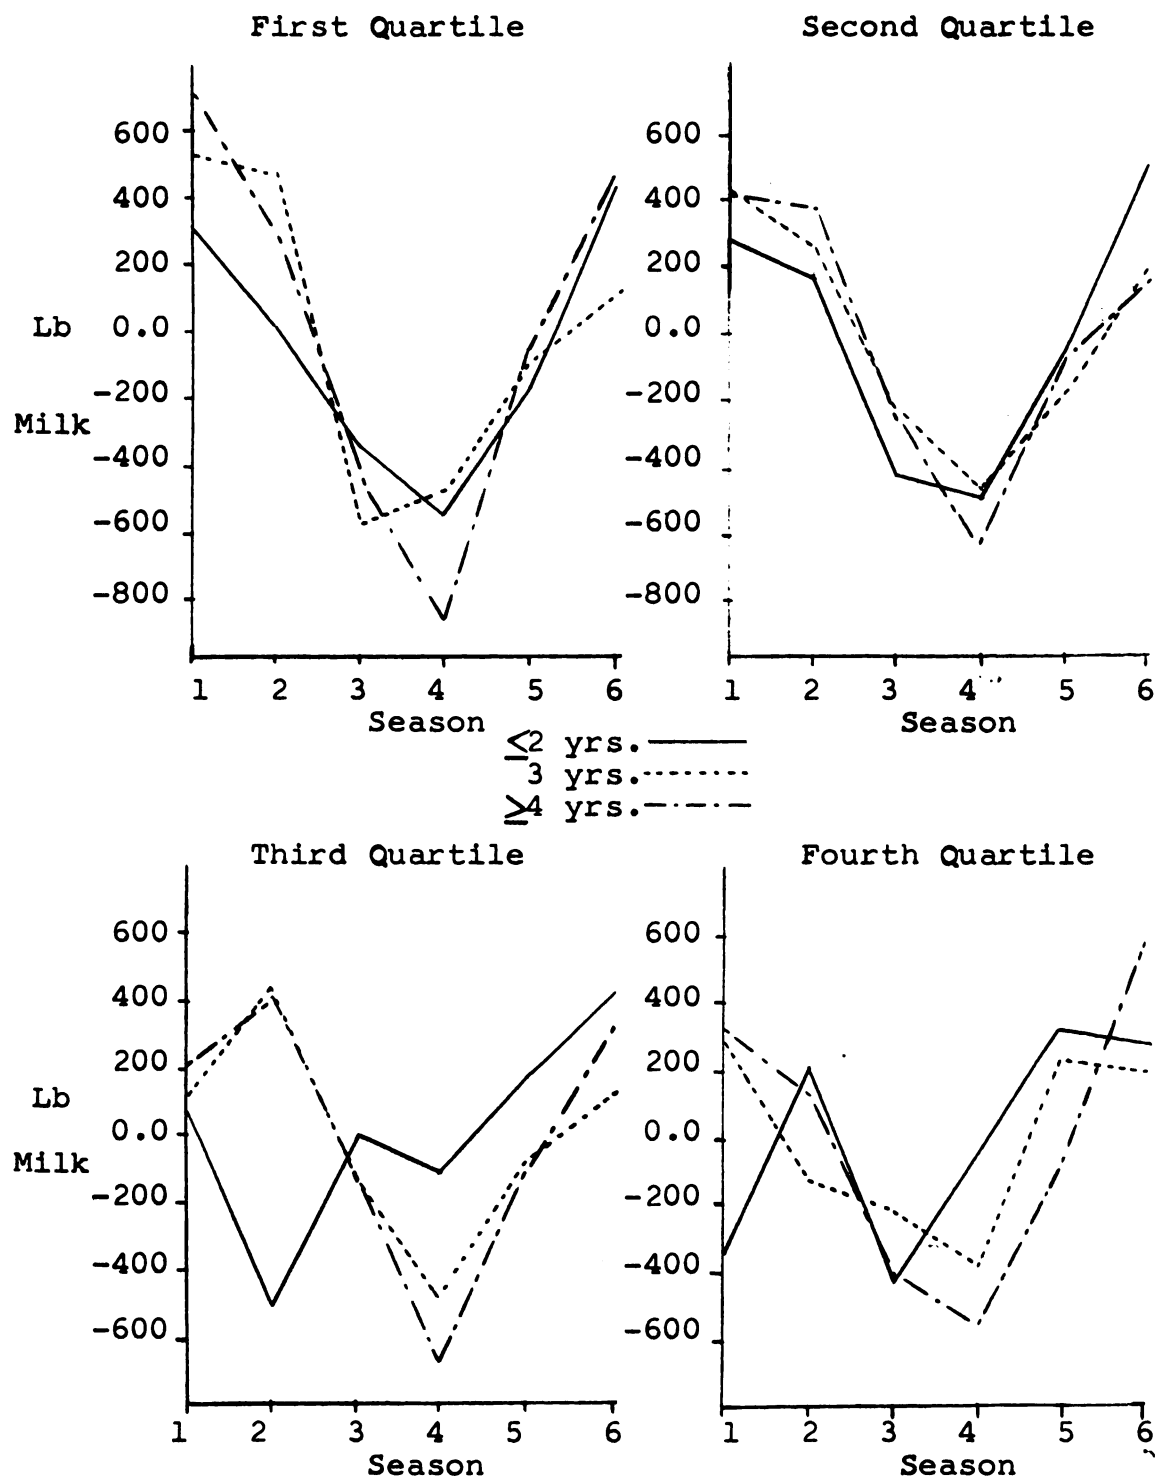 First Quartile
Second Quartile
600
400
200
0.0
-200
-400
-600
-800
Lb
Milk
1 2 3 4 5 6
Season
600
400
200
0.0
-200
-400
-600
-800
1 2 3 4 5 6
Season
≤2 yrs.
3 yrs.
≥4 yrs.
Third Quartile
Fourth Quartile
600
400
200
0.0
-200
-400
-600
Lb
Milk
1 2 3 4 5 6
Season
600
400
200
0.0
-200
-400
-600
1 2 3 4 5 6
Season